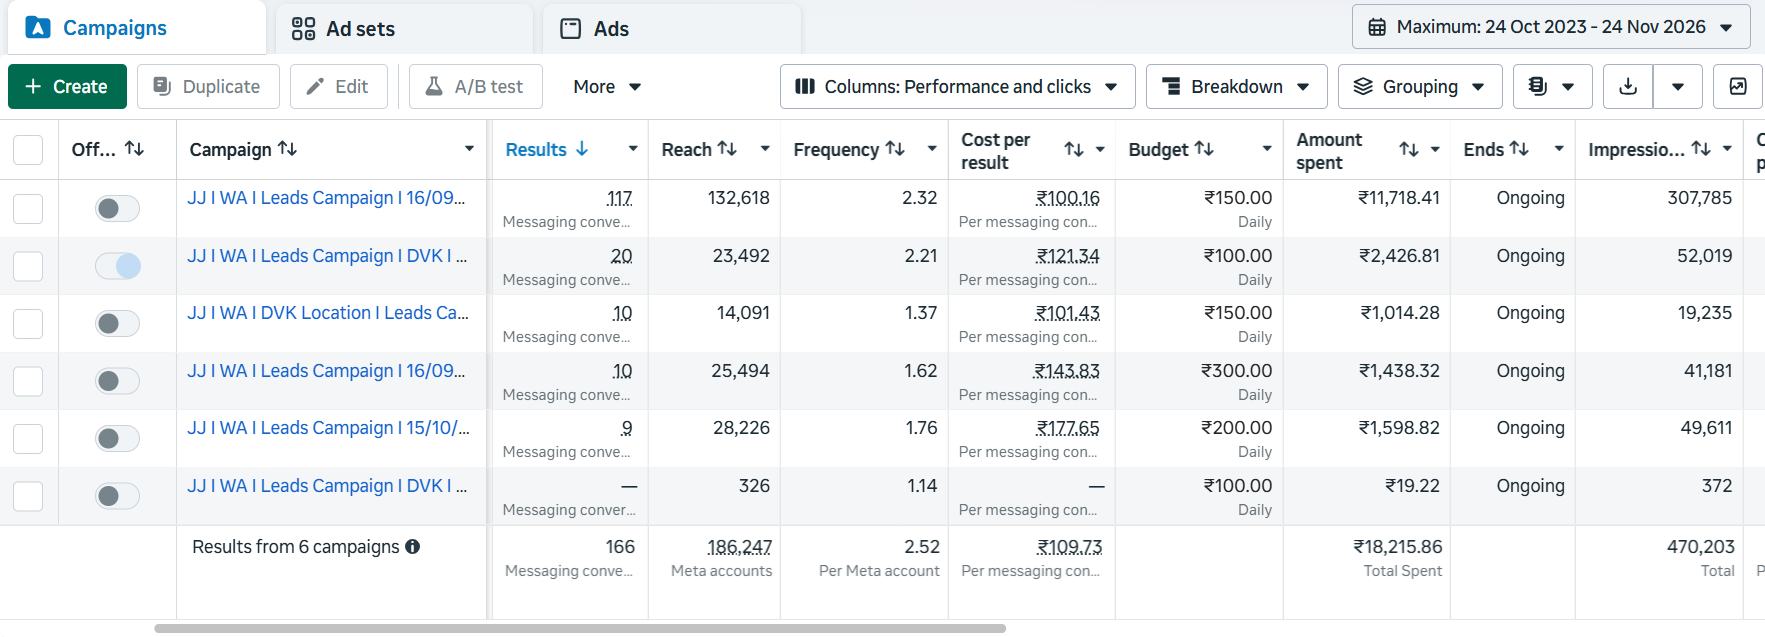 Campaigns
Ad sets
Ads
Maximum: 24 Oct 2023 - 24 Nov 2026
+ Create
Duplicate
Edit
A/B test
More
Columns: Performance and clicks
Breakdown
Grouping
Off... Campaign Results Reach Frequency Cost per result Budget Amount spent Ends Impressio...
JJ I WA I Leads Campaign I 16/09... 117 132,618 2.32 ₹100.16 ₹150.00 ₹11,718.41 Ongoing 307,785
Messaging conve... Per messaging con... Daily
JJ I WA I Leads Campaign I DVK I ... 20 23,492 2.21 ₹121.34 ₹100.00 ₹2,426.81 Ongoing 52,019
Messaging conve... Per messaging con... Daily
JJ I WA I DVK Location I Leads Ca... 10 14,091 1.37 ₹101.43 ₹150.00 ₹1,014.28 Ongoing 19,235
Messaging conve... Per messaging con... Daily
JJ I WA I Leads Campaign I 16/09... 10 25,494 1.62 ₹143.83 ₹300.00 ₹1,438.32 Ongoing 41,181
Messaging conve... Per messaging con... Daily
JJ I WA I Leads Campaign I 15/10/... 9 28,226 1.76 ₹177.65 ₹200.00 ₹1,598.82 Ongoing 49,611
Messaging conve... Per messaging con... Daily
JJ I WA I Leads Campaign I DVK I ... — 326 1.14 — ₹100.00 ₹19.22 Ongoing 372
Messaging conver... Per messaging con... Daily
Results from 6 campaigns 166 186,247 2.52 ₹109.73 ₹18,215.86 470,203
Messaging conve... Meta accounts Per Meta account Per messaging con... Total Spent Total